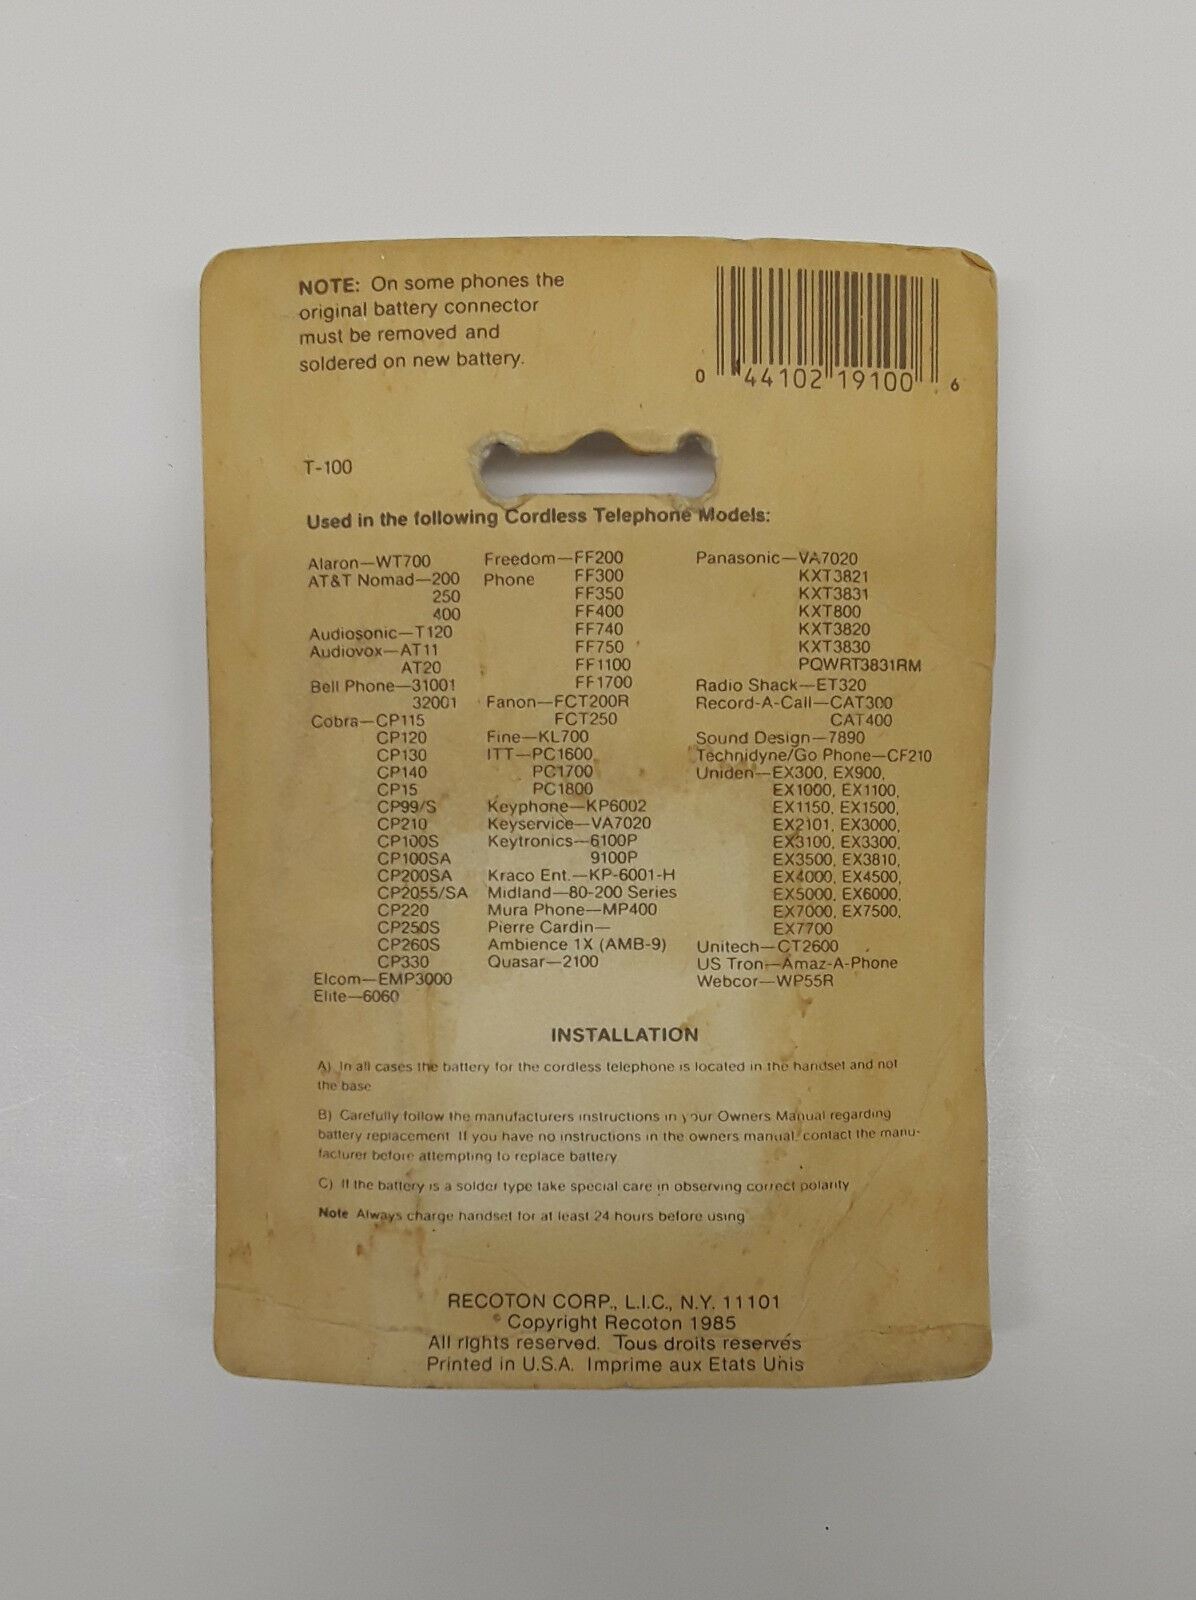 NOTE: On some phones the
original battery connector
must be removed and
soldered on new battery.
0 44102 19100 6
T-100
Used in the following Cordless Telephone Models:
Alaron—WT700
AT&T Nomad—200
250
400
Audiosonic—T120
Audiovox—AT11
AT20
Bell Phone—31001
32001
Cobra—CP115
CP120
CP130
CP140
CP15
CP99/S
CP210
CP100S
CP100SA
CP200SA
CP2055/SA
CP220
CP250S
CP260S
CP330
Elcom—EMP3000
Elite—6060
Freedom—FF200
Phone FF300
FF350
FF400
FF740
FF750
FF1100
FF1700
Fanon—FCT200R
FCT250
Fine—KL700
ITT—PC1600
PC1700
PC1800
Keyphone—KP6002
Keyservice—VA7020
Keytronics—6100P
9100P
Kraco Ent.—KP-6001-H
Midland—80-200 Series
Mura Phone—MP400
Pierre Cardin—
Ambience 1X (AMB-9)
Quasar—2100
Panasonic—VA7020
KXT3821
KXT3831
KXT800
KXT3820
KXT3830
PQWRT3831RM
Radio Shack—ET320
Record-A-Call—CAT300
CAT400
Sound Design—7890
Technidyne/Go Phone—CF210
Uniden—EX300, EX900,
EX1000, EX1100,
EX1150, EX1500,
EX2101, EX3000,
EX3100, EX3300,
EX3500, EX3810,
EX4000, EX4500,
EX5000, EX6000,
EX7000, EX7500,
EX7700
Unitech—CT2600
US Tron—Amaz-A-Phone
Webcor—WP55R
INSTALLATION
A) In all cases the battery for the cordless telephone is located in the handset and not
the base
B) Carefully follow the manufacturers instructions in your Owners Manual regarding
battery replacement If you have no instructions in the owners manual, contact the manu-
facturer before attempting to replace battery
C) If the battery is a solder type take special care in observing correct polarity
Note Always charge handset for at least 24 hours before using
RECOTON CORP., L.I.C., N.Y. 11101
© Copyright Recoton 1985
All rights reserved. Tous droits reservés
Printed in U.S.A. Imprime aux Etats Unis